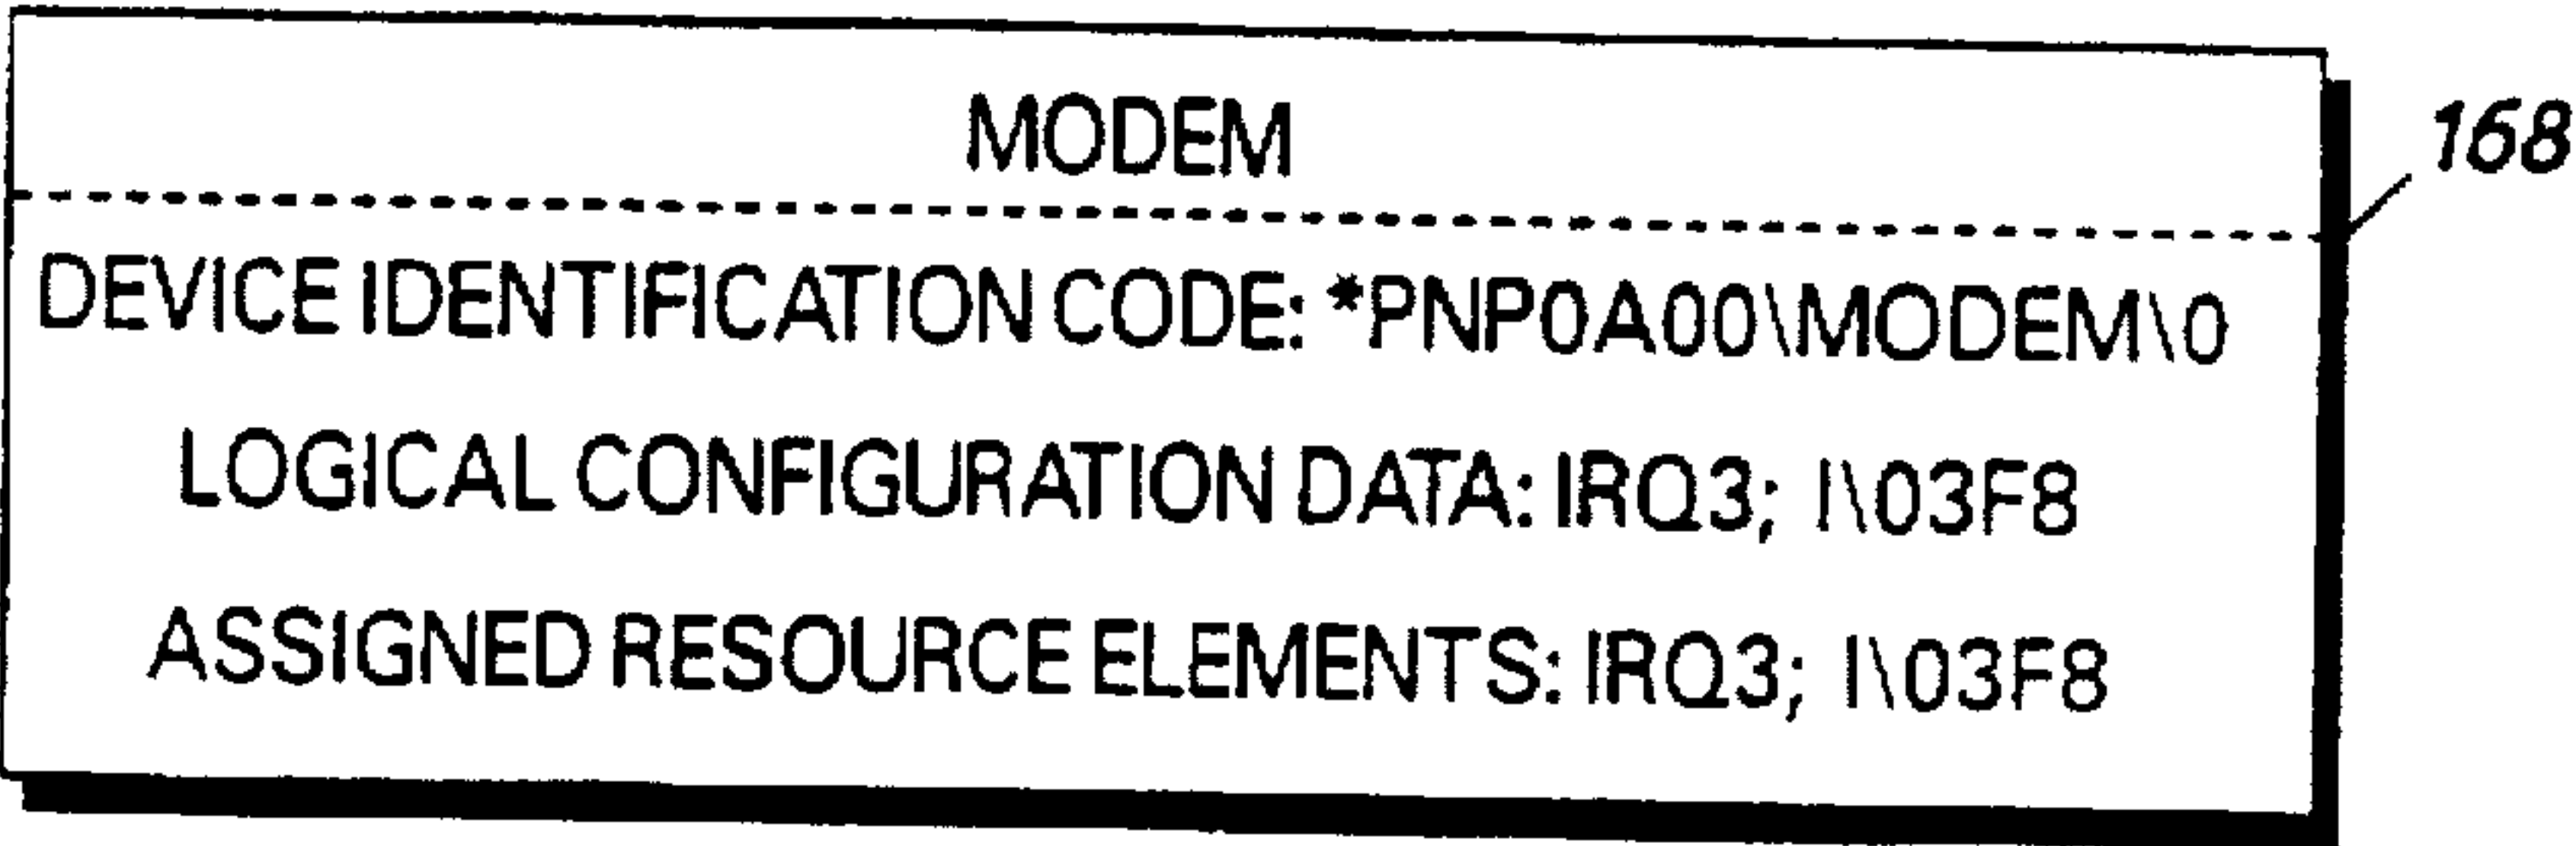 MODEM
168
DEVICE IDENTIFICATION CODE: *PNP0A00\MODEM\0
LOGICAL CONFIGURATION DATA: IRQ3; I\03F8
ASSIGNED RESOURCE ELEMENTS: IRQ3; I\03F8